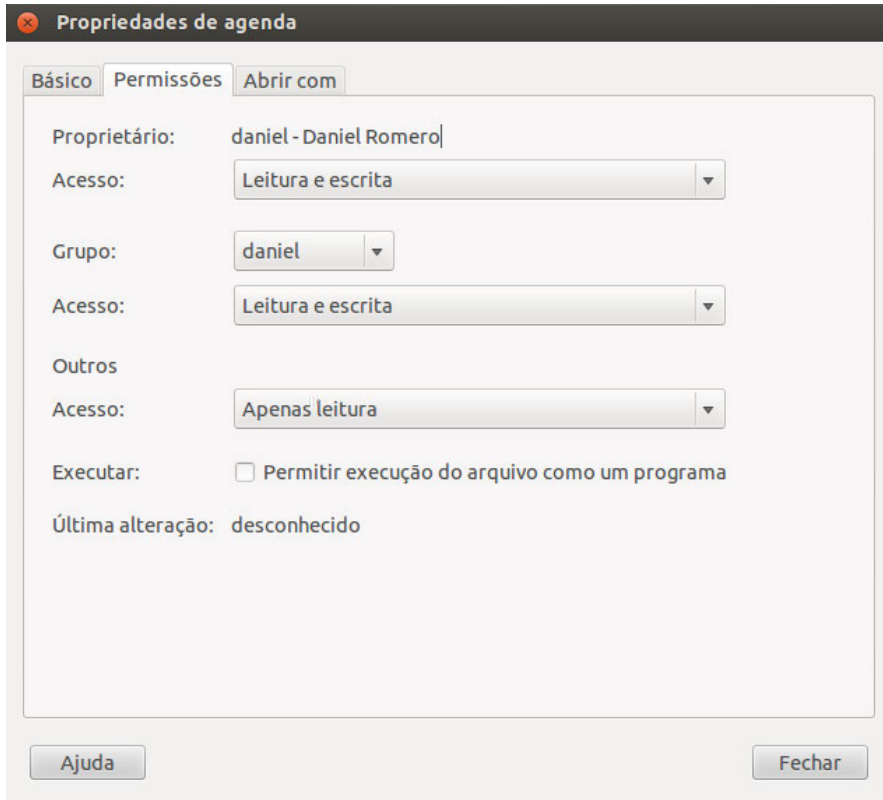 Propriedades de agenda
Básico Permissões Abrir com
Proprietário: daniel - Daniel Romero
Acesso: Leitura e escrita
Grupo: daniel
Acesso: Leitura e escrita
Outros
Acesso: Apenas leitura
Executar: Permitir execução do arquivo como um programa
Última alteração: desconhecido
Ajuda Fechar